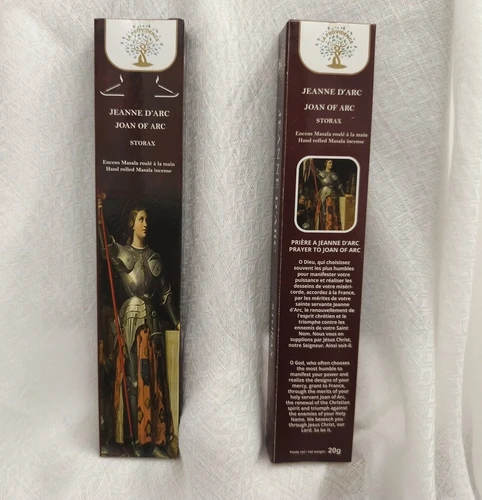 JEANNE D'ARC
JOAN OF ARC
STORAX
Encens Masala roulé à la main
Hand rolled Masala incense
LA PROVIDENCE
JEANNE D'ARC
JOAN OF ARC
STORAX
Encens Masala roulé à la main
Hand rolled Masala incense
PRIÈRE A JEANNE D'ARC
PRAYER TO JOAN OF ARC
O Dieu, qui choisissez
souvent les plus humbles
pour manifester votre
puissance et réaliser les
desseins de votre miséri-
corde, accordez à la France,
par les mérites de votre
sainte servante Jeanne
d'Arc, le renouvellement de
l'esprit chrétien et le
triomphe contre les
ennemis de votre Saint
Nom. Nous vous en
supplions par Jésus Christ,
notre Seigneur. Ainsi soit-il.
O God, who often chooses
the most humble to
manifest your power and
realize the designs of your
mercy, grant to France,
through the merits of your
holy servant Joan of Arc,
the renewal of the Christian
spirit and triumph against
the enemies of your Holy
Name. We beseech you
through Jesus Christ, our
Lord. So be it.
Poids net / net weight: 20g
JEANNE D'ARC